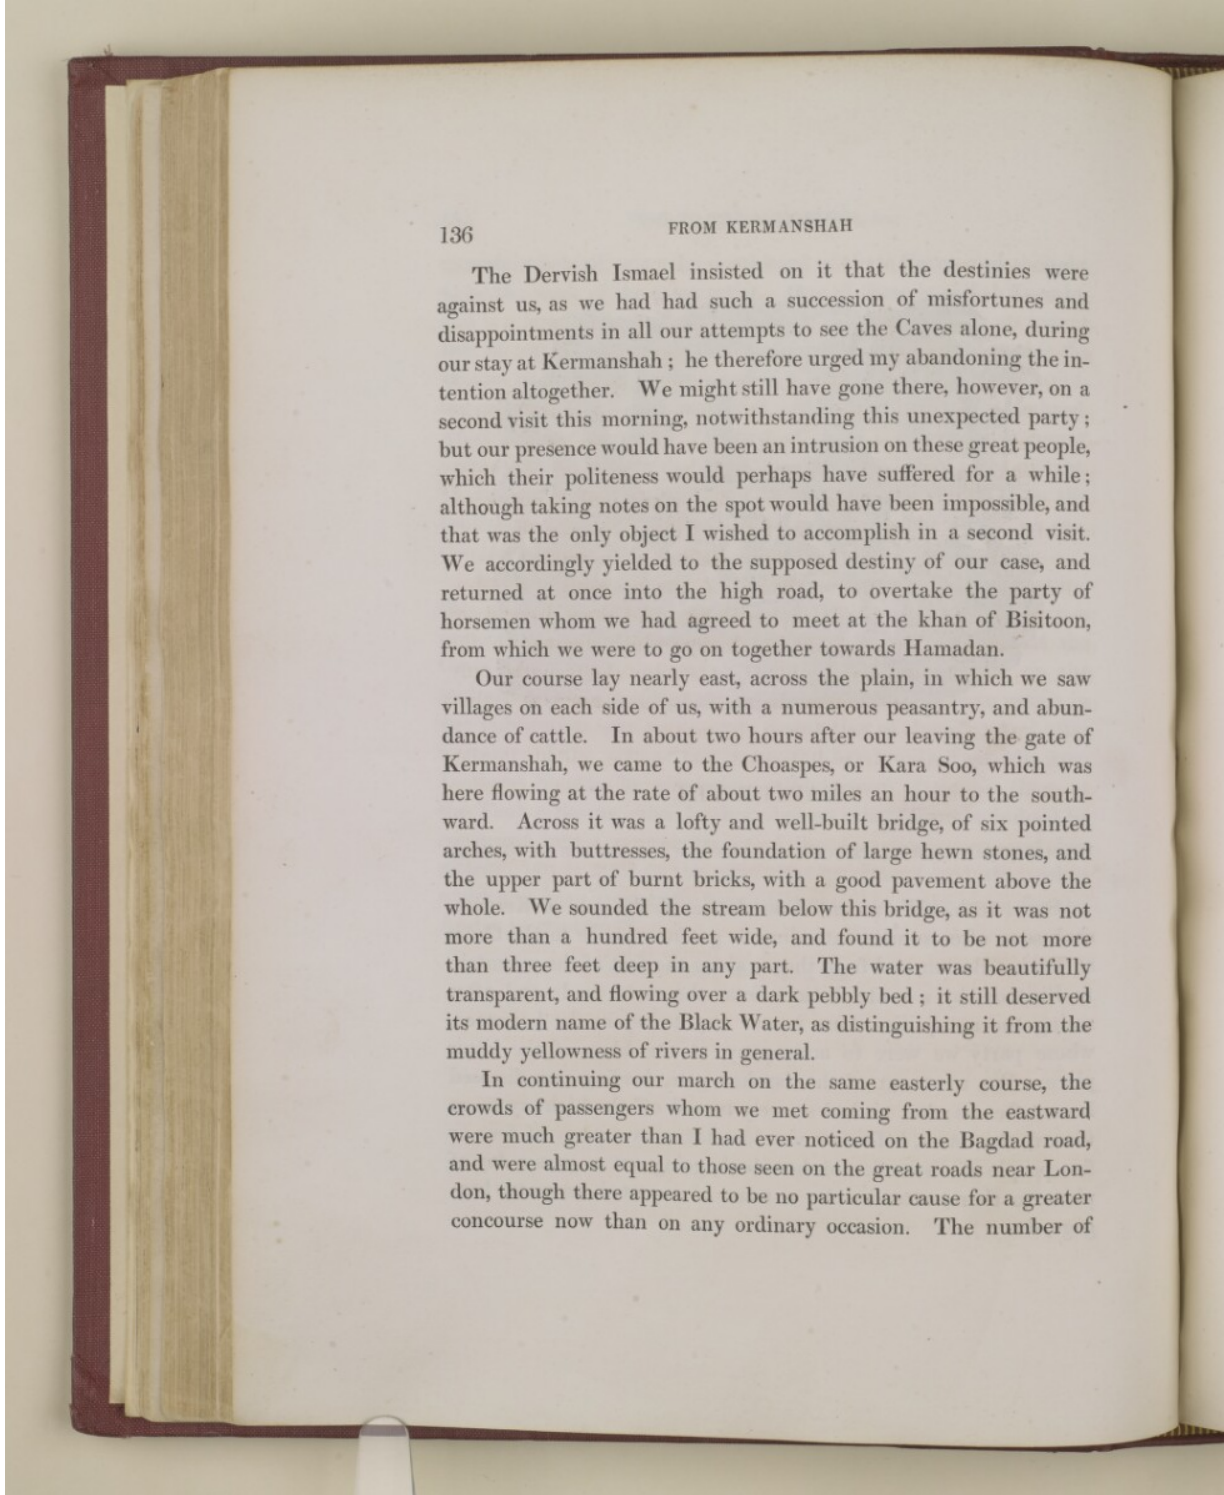 136
FROM KERMANSHAH
The Dervish Ismael insisted on it that the destinies were
against us, as we had had such a succession of misfortunes and
disappointments in all our attempts to see the Caves alone, during
our stay at Kermanshah ; he therefore urged my abandoning the in-
tention altogether. We might still have gone there, however, on a
second visit this morning, notwithstanding this unexpected party ;
but our presence would have been an intrusion on these great people,
which their politeness would perhaps have suffered for a while ;
although taking notes on the spot would have been impossible, and
that was the only object I wished to accomplish in a second visit.
We accordingly yielded to the supposed destiny of our case, and
returned at once into the high road, to overtake the party of
horsemen whom we had agreed to meet at the khan of Bisitoon,
from which we were to go on together towards Hamadan.
Our course lay nearly east, across the plain, in which we saw
villages on each side of us, with a numerous peasantry, and abun-
dance of cattle. In about two hours after our leaving the gate of
Kermanshah, we came to the Choaspes, or Kara Soo, which was
here flowing at the rate of about two miles an hour to the south-
ward. Across it was a lofty and well-built bridge, of six pointed
arches, with buttresses, the foundation of large hewn stones, and
the upper part of burnt bricks, with a good pavement above the
whole. We sounded the stream below this bridge, as it was not
more than a hundred feet wide, and found it to be not more
than three feet deep in any part. The water was beautifully
transparent, and flowing over a dark pebbly bed ; it still deserved
its modern name of the Black Water, as distinguishing it from the
muddy yellowness of rivers in general.
In continuing our march on the same easterly course, the
crowds of passengers whom we met coming from the eastward
were much greater than I had ever noticed on the Bagdad road,
and were almost equal to those seen on the great roads near Lon-
don, though there appeared to be no particular cause for a greater
concourse now than on any ordinary occasion. The number of